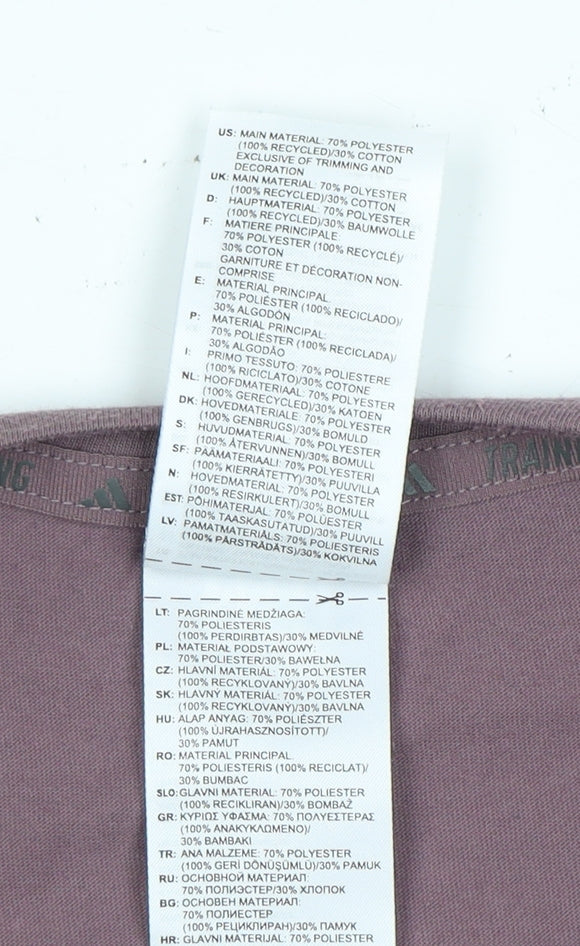 US: MAIN MATERIAL: 70% POLYESTER
(100% RECYCLED)/30% COTTON
EXCLUSIVE OF TRIMMING AND
DECORATION
UK: MAIN MATERIAL: 70% POLYESTER
(100% RECYCLED)/30% COTTON
D: HAUPTMATERIAL: 70% POLYESTER
(100% RECYCLED)/30% BAUMWOLLE
F: MATIERE PRINCIPALE:
70% POLYESTER (100% RECYCLÉ)/
30% COTON
GARNITURE ET DÉCORATION NON-
COMPRISE
E: MATERIAL PRINCIPAL:
70% POLIÉSTER (100% RECICLADO)/
30% ALGODÓN
P: MATERIAL PRINCIPAL:
70% POLIÉSTER (100% RECICLADA)/
30% ALGODÃO
I: PRIMO TESSUTO: 70% POLIESTERE
(100% RICICLATO)/30% COTONE
NL: HOOFDMATERIAAL: 70% POLYESTER
(100% GERECYCLED)/30% KATOEN
DK: HOVEDMATERIALE: 70% POLYESTER
(100% GENBRUGS)/30% BOMULD
S: HUVUDMATERIAL: 70% POLYESTER
(100% ÅTERVUNNEN)/30% BOMULL
SF: PÄÄMATERIAALI: 70% POLYESTERI
(100% KIERRÄTETTY)/30% PUUVILLA
N: HOVEDMATERIAL: 70% POLYESTER
(100% RESIRKULERT)/30% BOMULL
EST: PÕHIMATERJAL: 70% POLÜESTER
(100% TAASKASUTATUD)/30% PUUVILL
LV: PAMATMATERIĀLS: 70% POLIESTERIS
(100% PĀRSTRĀDĀTS)/30% KOKVILNA
NG
TRAININ
LT: PAGRINDINĖ MEDŽIAGA:
70% POLIESTERIS
(100% PERDIRBTAS)/30% MEDVILNĖ
PL: MATERIAŁ PODSTAWOWY:
70% POLIESTER/30% BAWEŁNA
CZ: HLAVNÍ MATERIÁL: 70% POLYESTER
(100% RECYKLOVANÝ)/30% BAVLNA
SK: HLAVNÝ MATERIÁL: 70% POLYESTER
(100% RECYKLOVANÝ)/30% BAVLNA
HU: ALAP ANYAG: 70% POLIÉSZTER
(100% ÚJRAHASZNOSÍTOTT)/
30% PAMUT
RO: MATERIAL PRINCIPAL:
70% POLIESTERIS (100% RECICLAT)/
30% BUMBAC
SLO: GLAVNI MATERIAL: 70% POLIESTER
(100% RECIKLIRAN)/30% BOMBAŽ
GR: ΚΥΡΙΩΣ ΥΦΑΣΜΑ: 70% ΠΟΛΥΕΣΤΕΡΑΣ
(100% ΑΝΑΚΥΚΛΩΜΕΝΟ)/
30% ΒΑΜΒΑΚΙ
TR: ANA MALZEME: 70% POLYESTER
(100% GERİ DÖNÜŞÜMLÜ)/30% PAMUK
RU: ОСНОВНОЙ МАТЕРИАЛ:
70% ПОЛИЭСТЕР/30% ХЛОПОК
BG: ОСНОВЕН МАТЕРИАЛ:
70% ПОЛИЕСТЕР
(100% РЕЦИКЛИРАН)/30% ПАМУК
HR: GLAVNI MATERIJAL: 70% POLIESTER